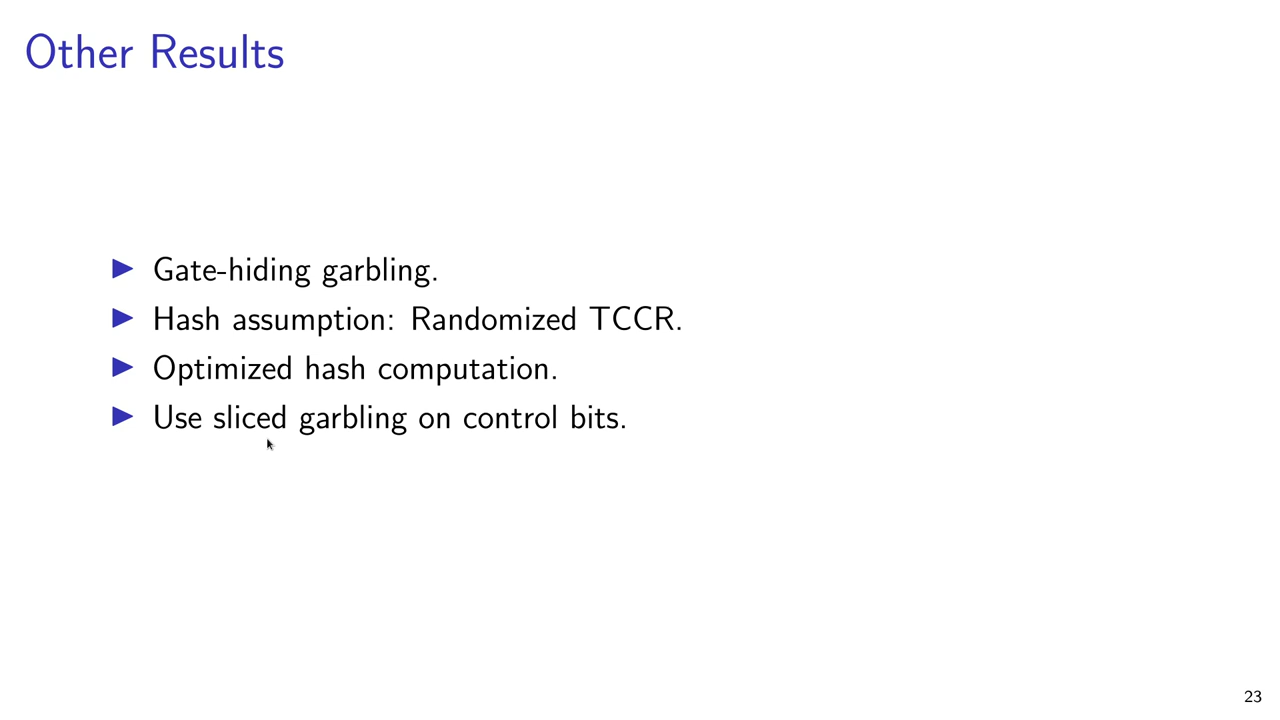 Other Results
Gate-hiding garbling.
Hash assumption: Randomized TCCR.
Optimized hash computation.
Use sliced garbling on control bits.
23